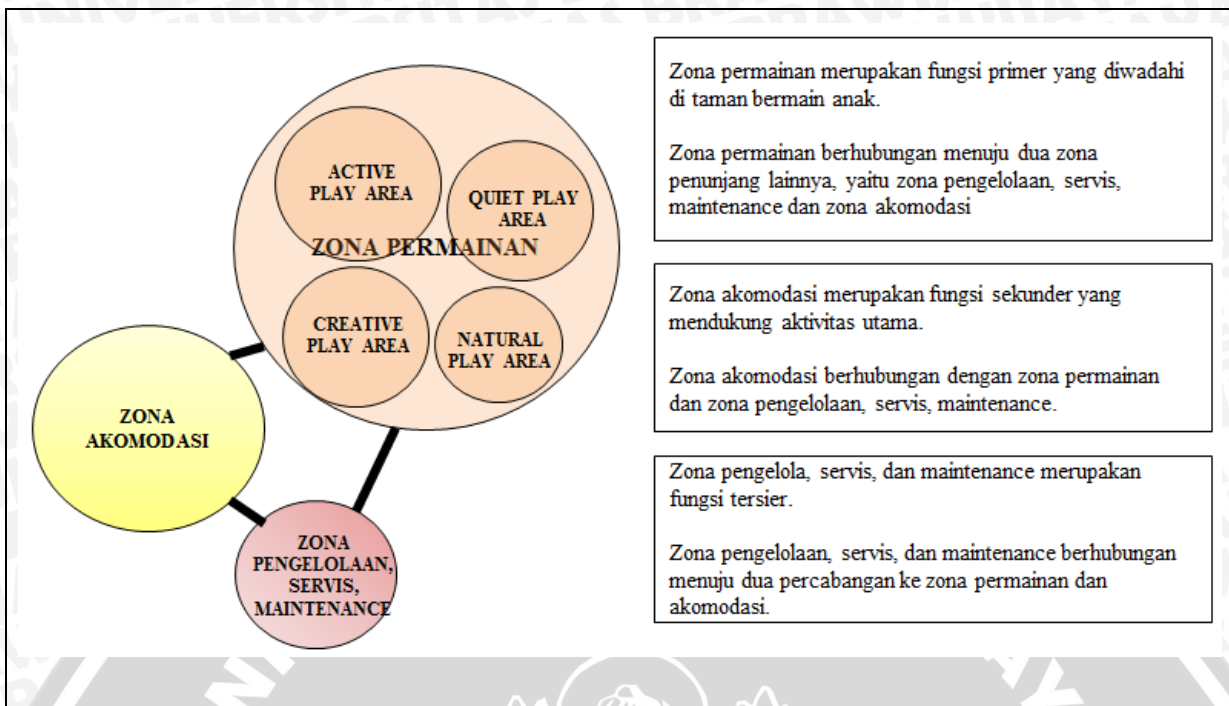 ACTIVE
PLAY AREA
QUIET PLAY
AREA
ZONA PERMAINAN
CREATIVE
PLAY AREA
NATURAL
PLAY AREA
ZONA
AKOMODASI
ZONA
PENGELOLAAN,
SERVIS,
MAINTENANCE
Zona permainan merupakan fungsi primer yang diwadahi
di taman bermain anak.
Zona permainan berhubungan menuju dua zona
penunjang lainnya, yaitu zona pengelolaan, servis,
maintenance dan zona akomodasi
Zona akomodasi merupakan fungsi sekunder yang
mendukung aktivitas utama.
Zona akomodasi berhubungan dengan zona permainan
dan zona pengelolaan, servis, maintenance.
Zona pengelola, servis, dan maintenance merupakan
fungsi tersier.
Zona pengelolaan, servis, dan maintenance berhubungan
menuju dua percabangan ke zona permainan dan
akomodasi.